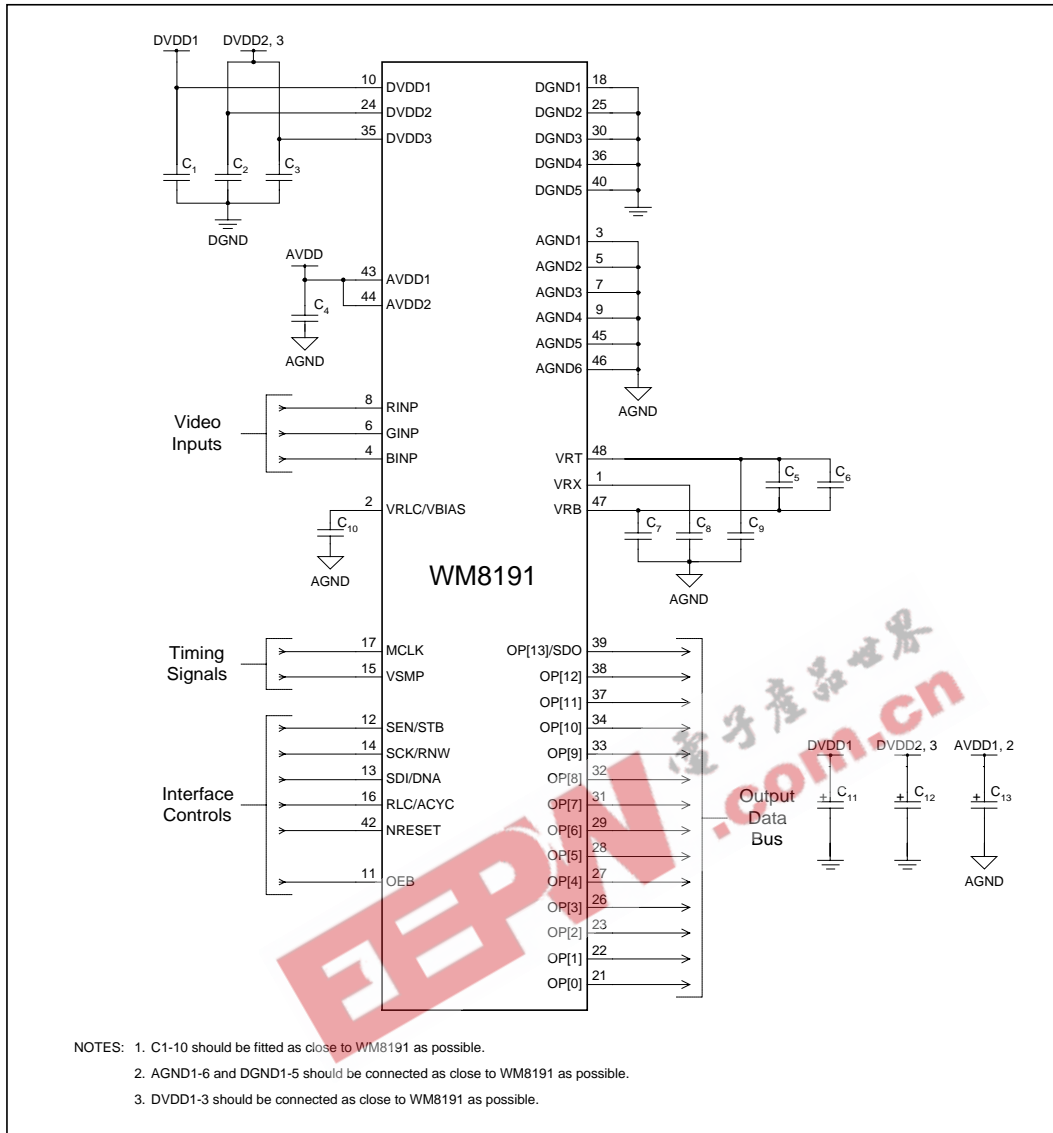 DVDD1 DVDD2, 3
10 DVDD1 DGND1 18
24 DVDD2 DGND2 25
35 DVDD3 DGND3 30
DGND4 36
C1 C2 C3
DGND5 40
DGND
AGND1 3
AVDD
AGND2 5
43 AVDD1 AGND3 7
44 AVDD2 AGND4 9
C4
AGND5 45
AGND
AGND6 46
AGND
8 RINP
Video
Inputs
6 GINP
4 BINP VRT 48
VRX 1 C5 C6
2 VRLC/VBIAS VRB 47
C10 C7 C8 C9
AGND
WM8191
AGND
Timing
Signals
17 MCLK OP[13]/SDO 39
15 VSMP OP[12] 38
OP[11] 37
Interface
Controls
12 SEN/STB OP[10] 34
14 SCK/RNW OP[9] 33
13 SDI/DNA OP[8] 32
16 RLC/ACYC OP[7] 31
42 NRESET OP[6] 29
OP[5] 28
11 OEB OP[4] 27
OP[3] 26
OP[2] 23
OP[1] 22
OP[0] 21
Output
Data
Bus
DVDD1 DVDD2, 3 AVDD1, 2
+ C11 + C12 + C13
AGND
電子產品世界
EEPW.com.cn
NOTES: 1. C1-10 should be fitted as close to WM8191 as possible.
2. AGND1-6 and DGND1-5 should be connected as close to WM8191 as possible.
3. DVDD1-3 should be connected as close to WM8191 as possible.